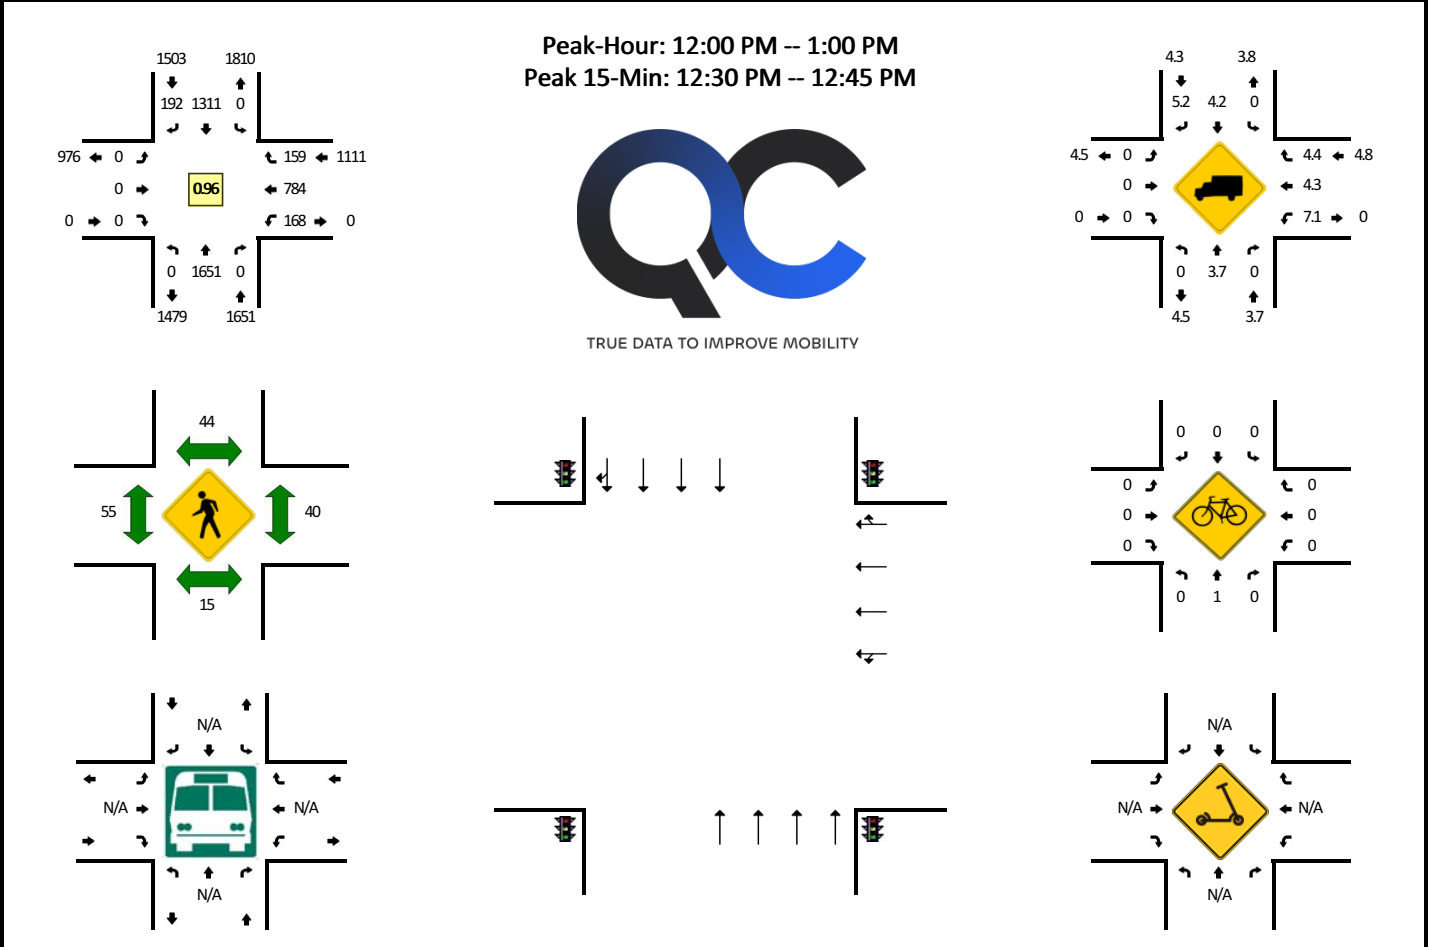 Peak-Hour: 12:00 PM -- 1:00 PM
Peak 15-Min: 12:30 PM -- 12:45 PM
1503 1810
192 1311 0
976 0 159 1111
0 0.96 784
0 0 168 0
0 1651 0
1479 1651
4.3 3.8
5.2 4.2 0
4.5 0 4.4 4.8
0 4.3
0 0 7.1 0
0 3.7 0
4.5 3.7
QC
TRUE DATA TO IMPROVE MOBILITY
44
55 40
15
0 0 0
0 0
0 0
0 0
0 1 0
N/A
N/A N/A
N/A
N/A
N/A N/A
N/A